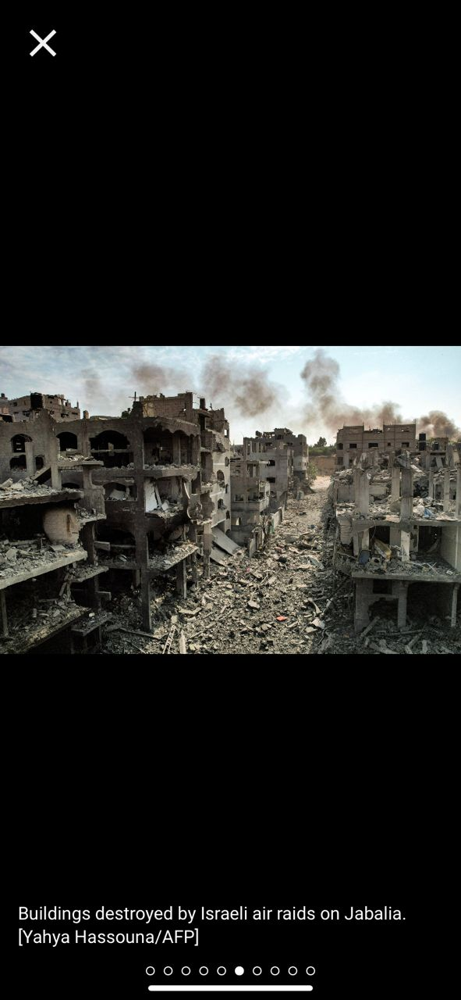 Buildings destroyed by Israeli air raids on Jabalia.
[Yahya Hassouna/AFP]